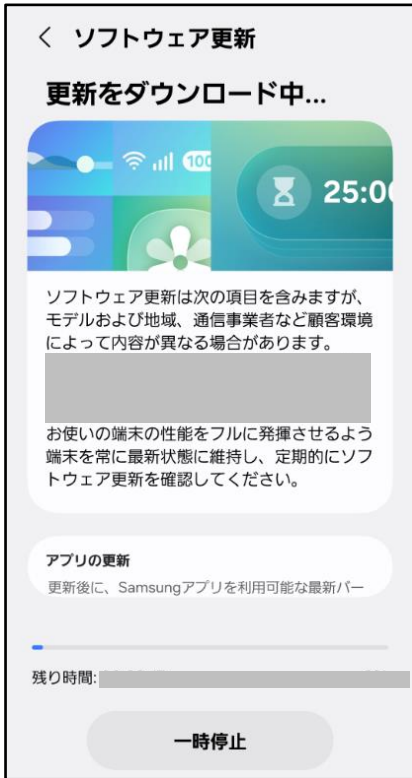 ソフトウェア更新
更新をダウンロード中...
100
25:00
ソフトウェア更新は次の項目を含みますが、
モデルおよび地域、通信事業者など顧客環境
によって内容が異なる場合があります。
お使いの端末の性能をフルに発揮させるよう
端末を常に最新状態に維持し、定期的にソフ
トウェア更新を確認してください。
アプリの更新
更新後に、Samsungアプリを利用可能な最新バー
残り時間:
一時停止